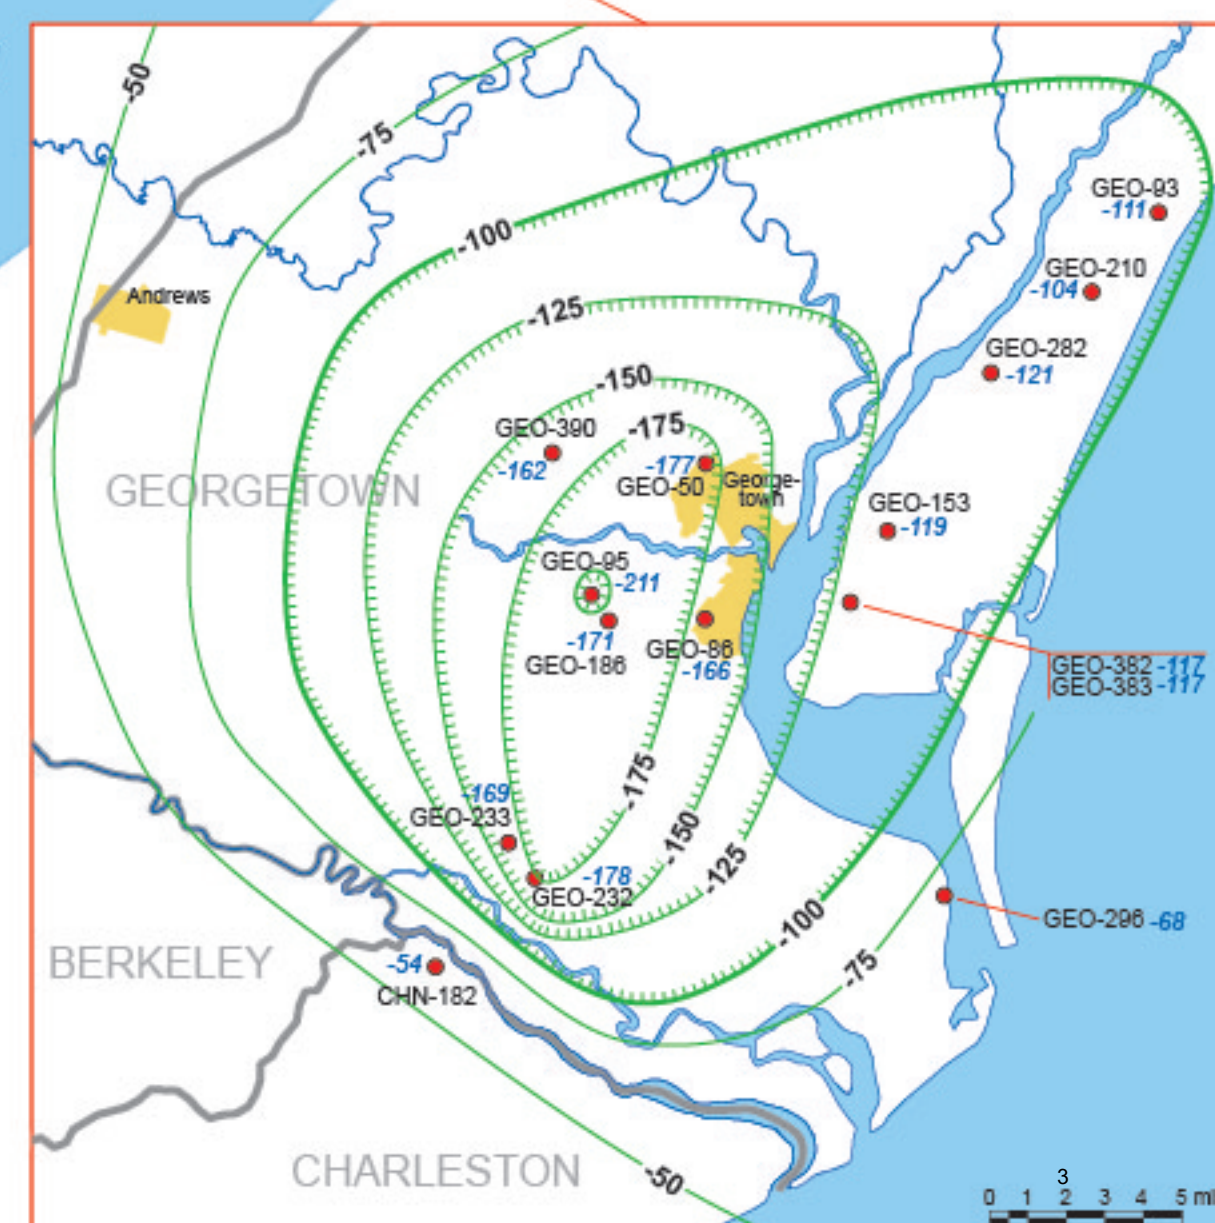 -50
-75
GEO-93
-111
-100
GEO-210
-104
Andrews
-125
GEO-282
-121
-150
-175
GEO-390
-162
-177
GEO-50
George-
town
GEORGETOWN
GEO-153
-119
GEO-95
-211
-171
GEO-186
GEO-86
-166
GEO-382 -117
GEO-383 -117
-175
-169
GEO-233
-150
-125
-178
GEO-232
-100
GEO-296 -68
BERKELEY
-54
CHN-182
-75
CHARLESTON
-50
3
0 1 2 3 4 5 mi